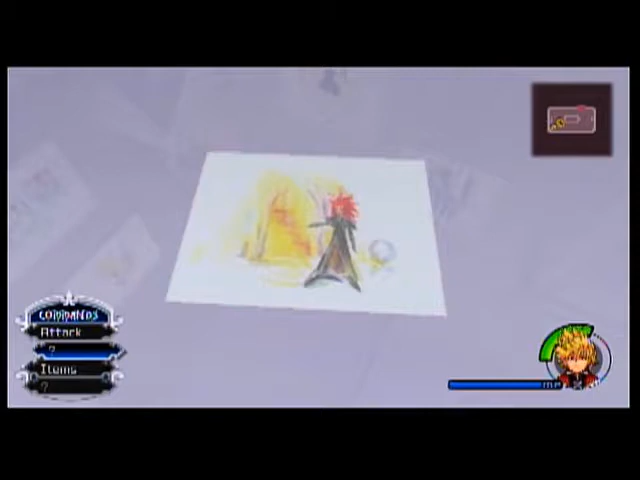 COMMANDS
Attack
?
Items
?
MP